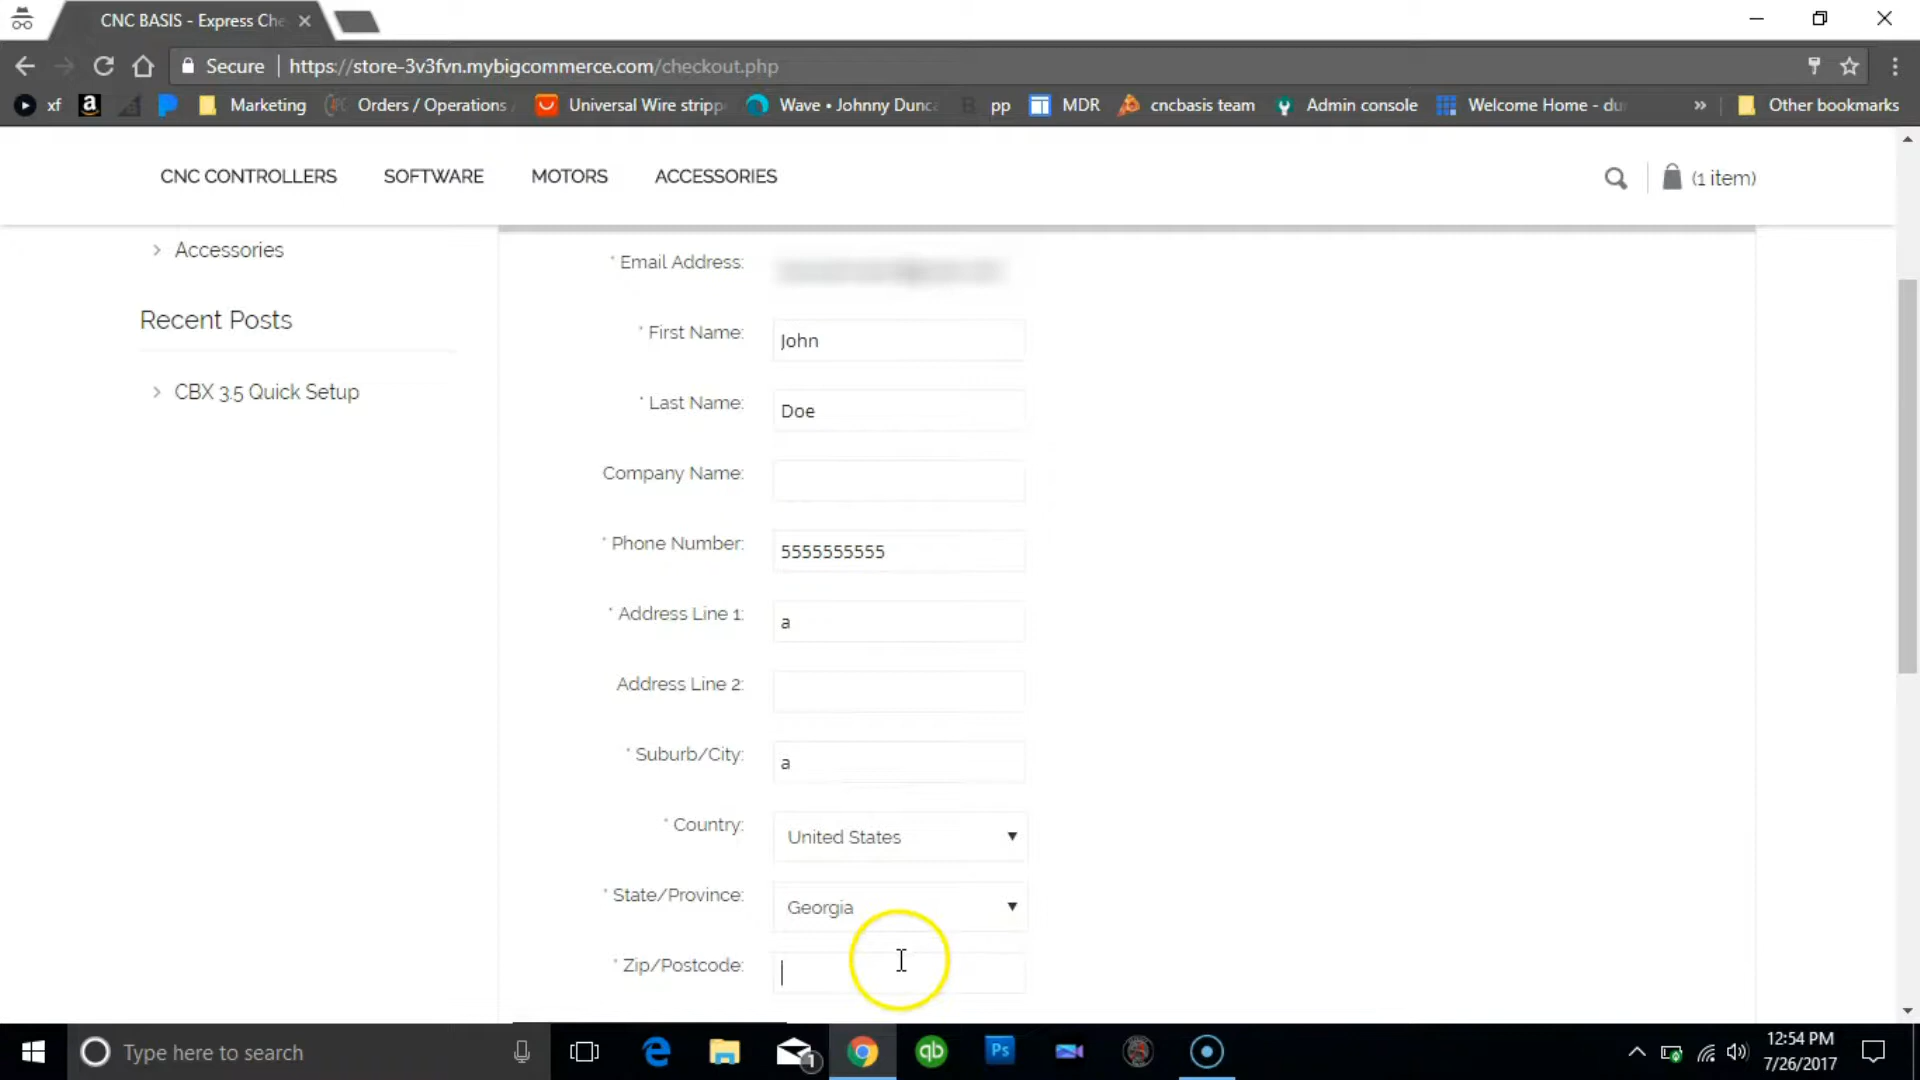 CNC BASIS - Express Che
Secure | https://store-3v3fvn.mybigcommerce.com/checkout.php
xf Marketing Orders / Operations Universal Wire stripp Wave • Johnny Dunca pp MDR cncbasis team Admin console Welcome Home - du » Other bookmarks
CNC CONTROLLERS SOFTWARE MOTORS ACCESSORIES (1 item)
Accessories
Recent Posts
CBX 3.5 Quick Setup
* Email Address:
* First Name: John
* Last Name: Doe
Company Name:
* Phone Number: 5555555555
* Address Line 1: a
Address Line 2:
* Suburb/City: a
* Country: United States
* State/Province: Georgia
* Zip/Postcode:
Type here to search
1
qb
Ps
12:54 PM
7/26/2017